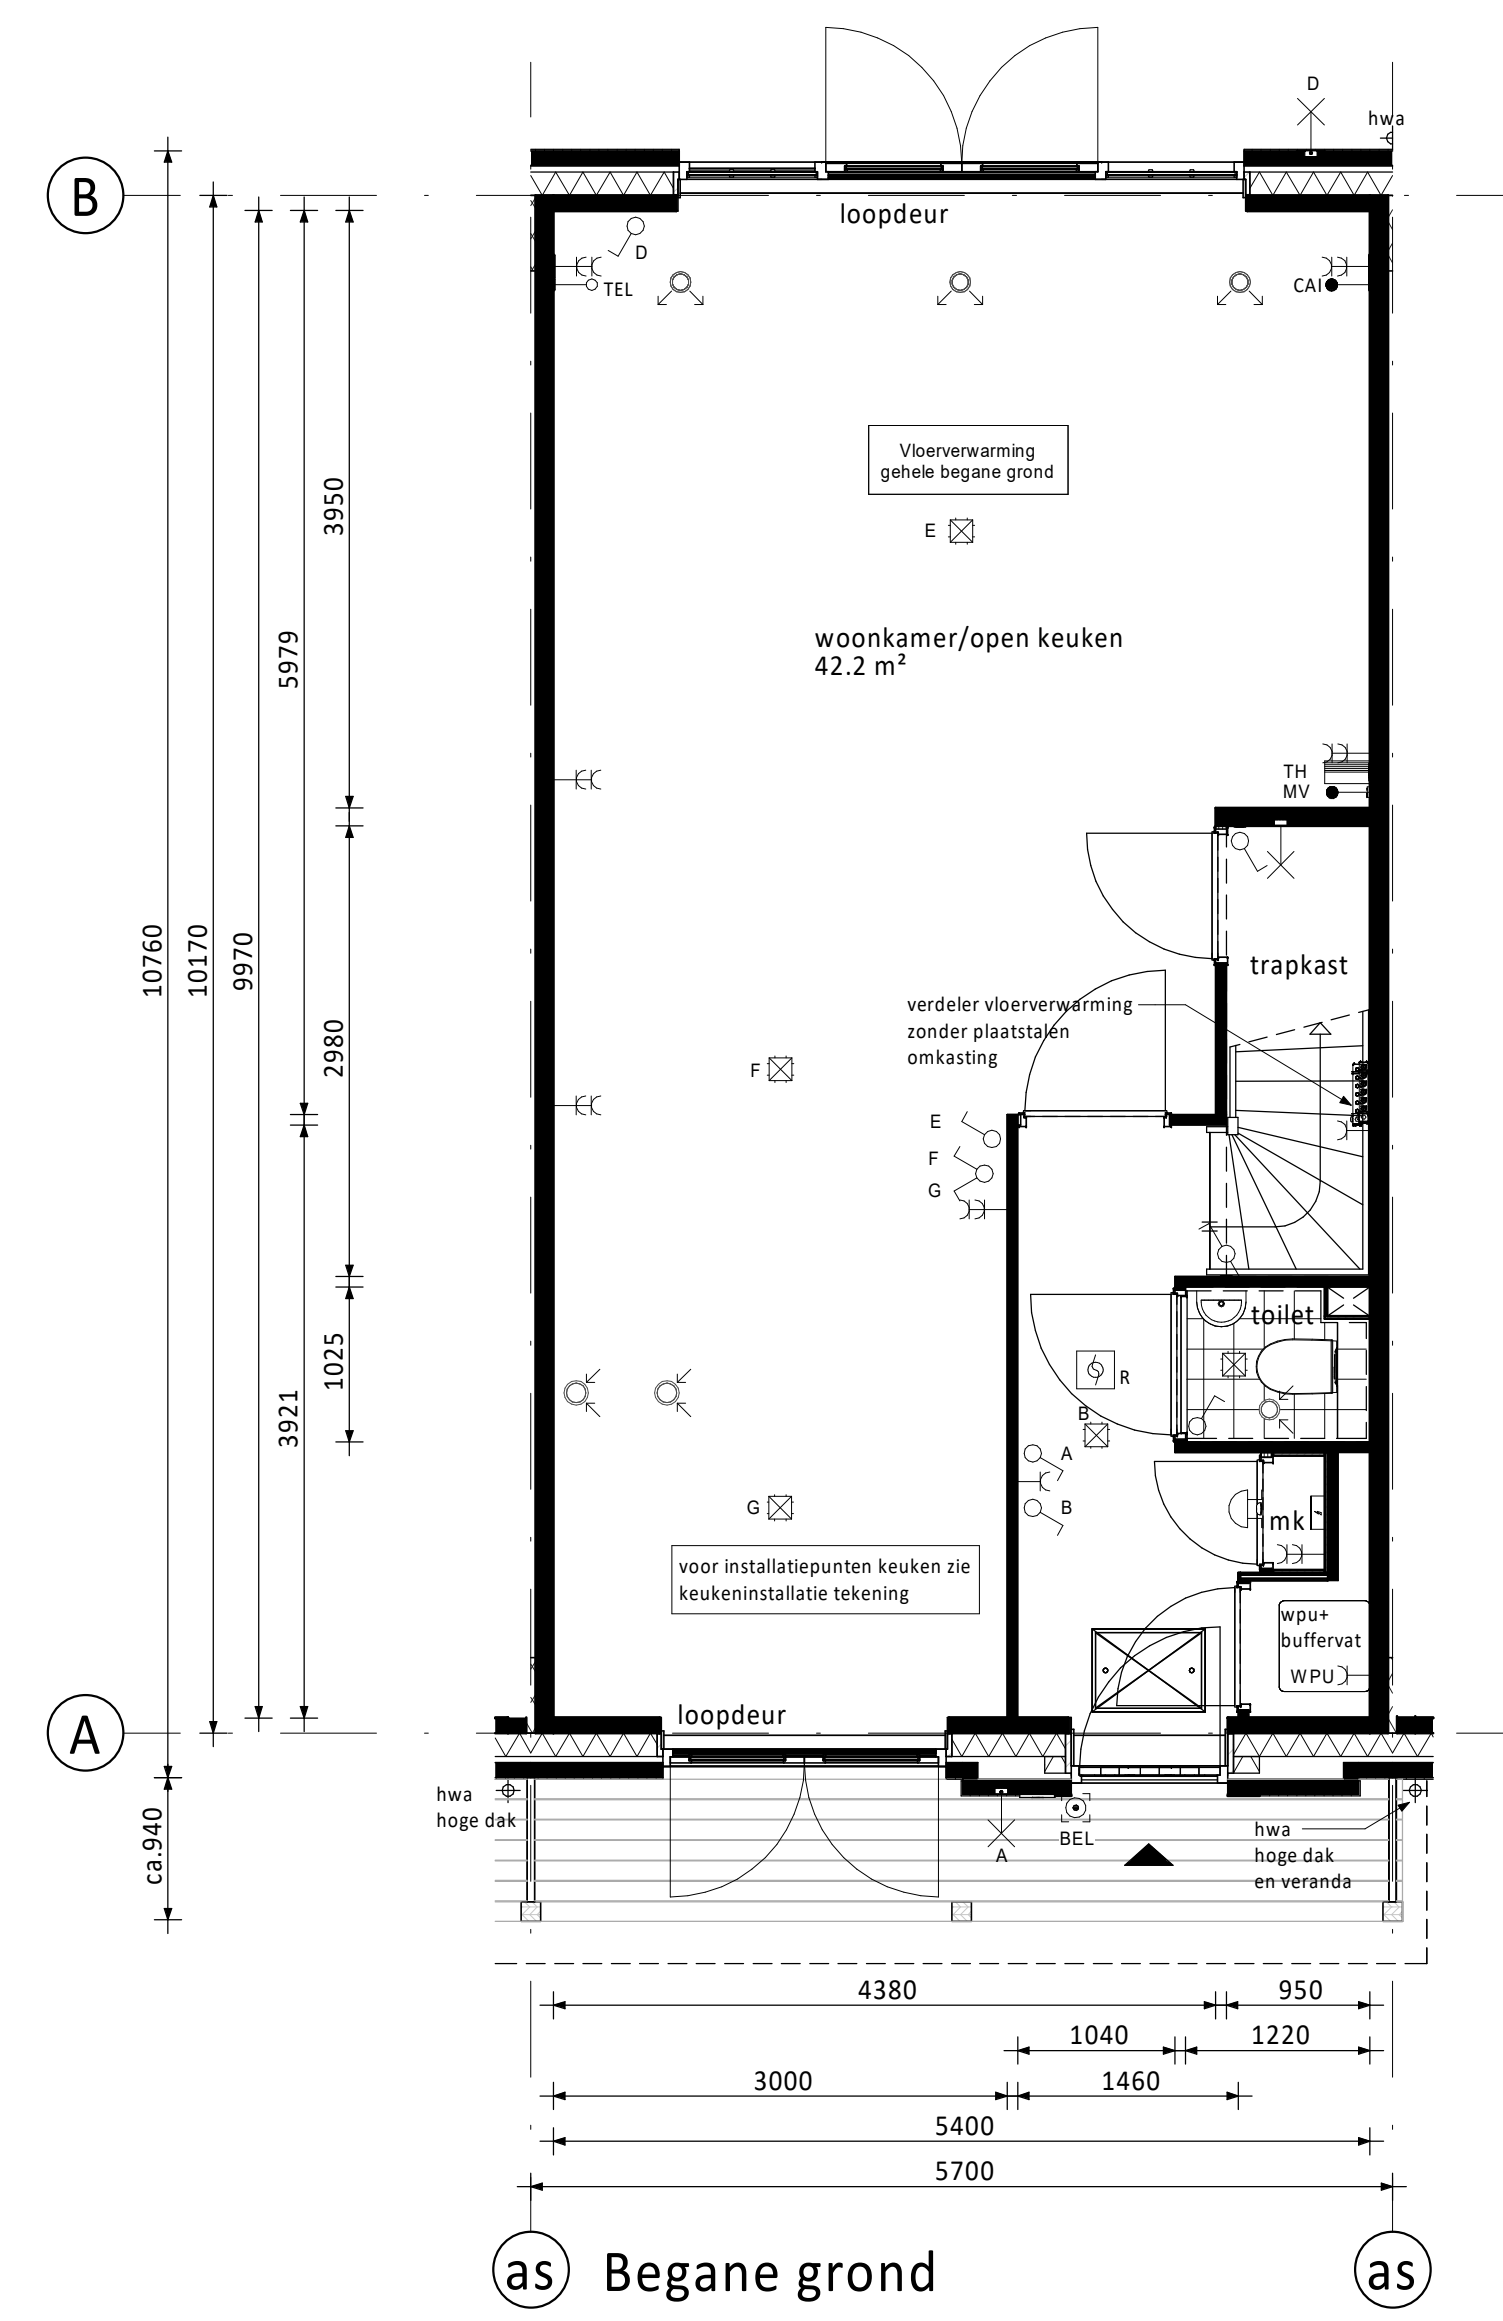 D
hwa
B
loopdeur
D
TEL
CAI
Vloerverwarming
gehele begane grond
3950
E
5979
woonkamer/open keuken
42.2 m²
TH
MV
10760
10170
9970
trapkast
verdeler vloerverwarming
zonder plaatstalen
omkasting
2980
F
E
F
G
toilet
1025
R
3921
B
A
B
G
mk
voor installatiepunten keuken zie
keukeninstallatie tekening
wpu+
buffervat
WPU
loopdeur
A
hwa
hoge dak
ca.940
BEL
A
hwa
hoge dak
en veranda
4380
950
1040
1220
3000
1460
5400
5700
as
Begane grond
as